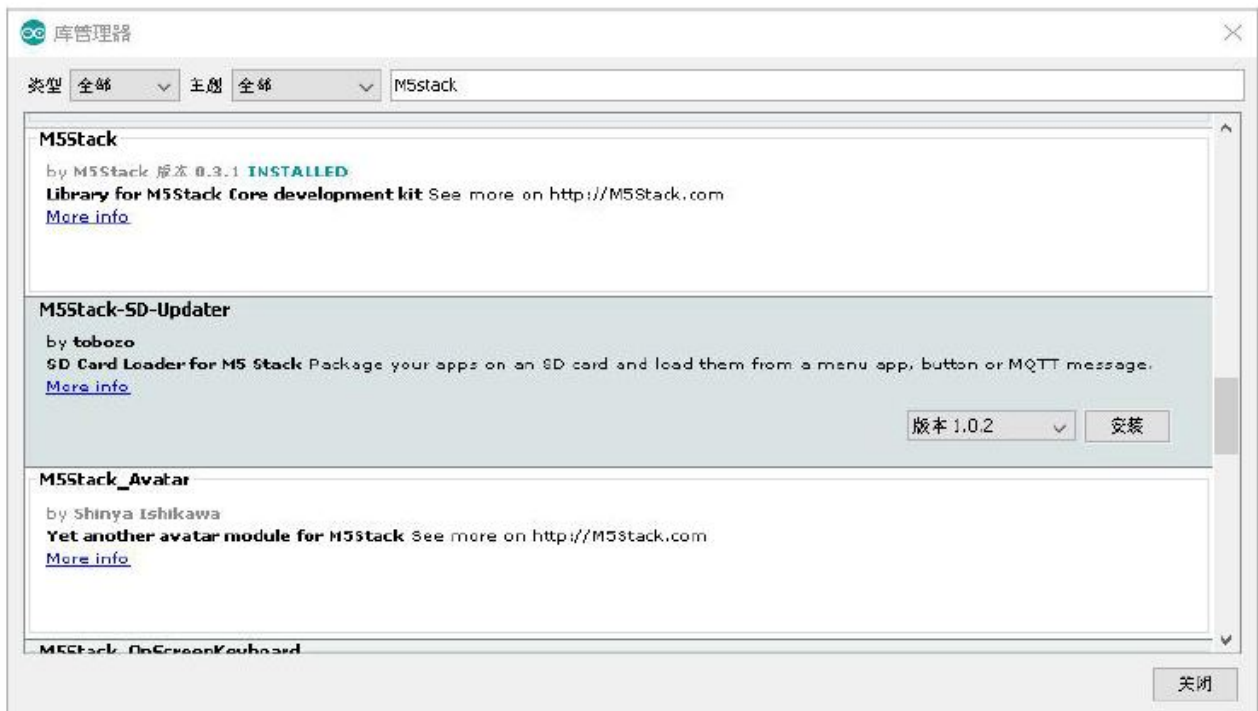 库管理器
类型 全部 主题 全部 M5stack
M5Stack
by M5Stack 版本 0.3.1 INSTALLED
Library for M5Stack Core development kit See more on http://M5Stack.com
More info
M5Stack-SD-Updater
by tobozo
SD Card Loader for M5 Stack Package your apps on an SD card and load them from a menu app, button or MQTT message.
More info
版本 1.0.2 安装
M5Stack_Avatar
by Shinya Ishikawa
Yet another avatar module for M5Stack See more on http://M5Stack.com
More info
M5Stack_OnScreenKeyboard
关闭